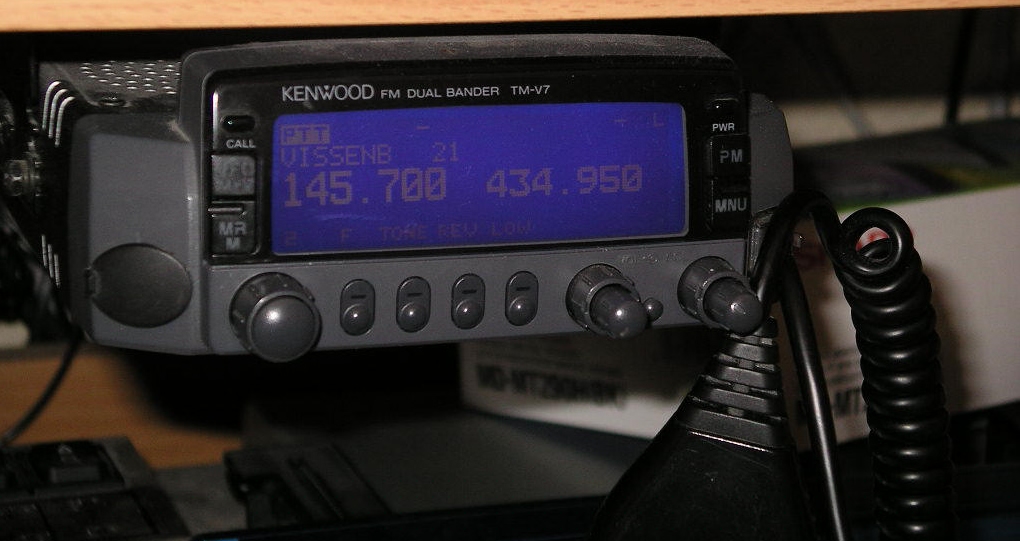 KENWOOD FM DUAL BANDER TM-V7
CALL
MR
M
PTT - + L
VISSENB 21
145.700 434.950
F TONE REV LOW
PWR
PM
MNU